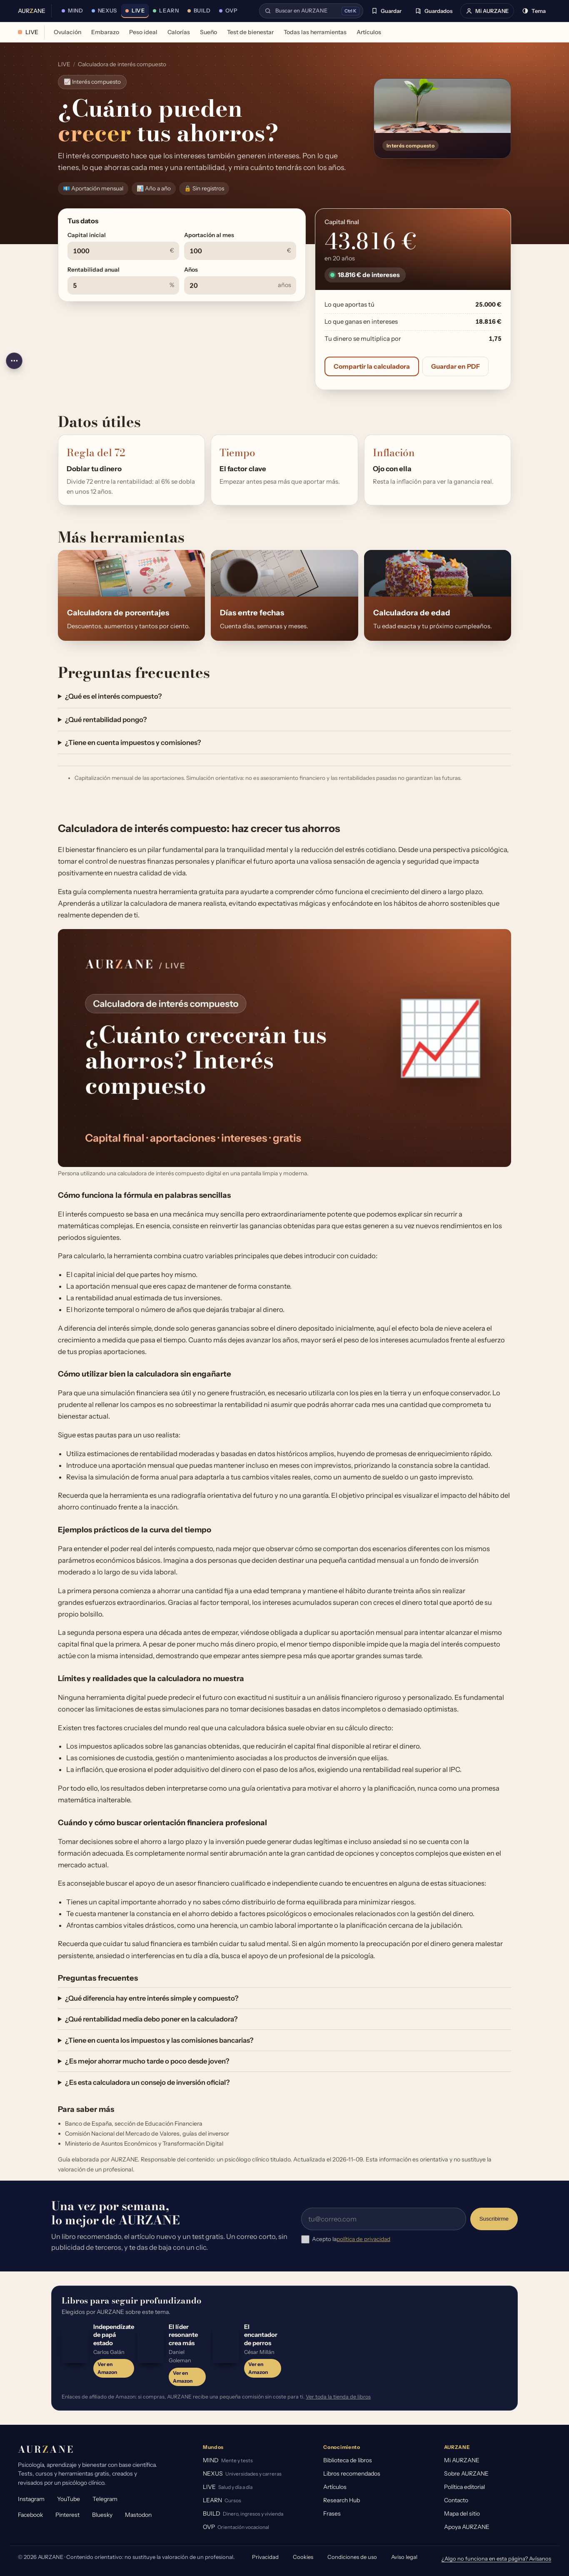 AURZANE MIND NEXUS LIVE LEARN BUILD OVP Buscar en AURZANE Ctrl K Guardar Guardados Mi AURZANE Tema
LIVE Ovulación Embarazo Peso ideal Calorías Sueño Test de bienestar Todas las herramientas Artículos
LIVE / Calculadora de interés compuesto
Interés compuesto
¿Cuánto pueden
crecer tus ahorros?
El interés compuesto hace que los intereses también generen intereses. Pon lo que
tienes, lo que ahorras cada mes y una rentabilidad, y mira cuánto tendrás con los años.
Aportación mensual Año a año Sin registros
Interés compuesto
Tus datos
Capital inicial Aportación al mes
1000 € 100 €
Rentabilidad anual Años
5 % 20 años
Capital final
43.816 €
en 20 años
18.816 € de intereses
Lo que aportas tú 25.000 €
Lo que ganas en intereses 18.816 €
Tu dinero se multiplica por 1,75
Compartir la calculadora Guardar en PDF
Datos útiles
Regla del 72
Doblar tu dinero
Divide 72 entre la rentabilidad: al 6% se dobla
en unos 12 años.
Tiempo
El factor clave
Empezar antes pesa más que aportar más.
Inflación
Ojo con ella
Resta la inflación para ver la ganancia real.
Más herramientas
Calculadora de porcentajes
Descuentos, aumentos y tantos por ciento.
Días entre fechas
Cuenta días, semanas y meses.
Calculadora de edad
Tu edad exacta y tu próximo cumpleaños.
Preguntas frecuentes
¿Qué es el interés compuesto?
¿Qué rentabilidad pongo?
¿Tiene en cuenta impuestos y comisiones?
Capitalización mensual de las aportaciones. Simulación orientativa: no es asesoramiento financiero y las rentabilidades pasadas no garantizan las futuras.
Calculadora de interés compuesto: haz crecer tus ahorros
El bienestar financiero es un pilar fundamental para la tranquilidad mental y la reducción del estrés cotidiano. Desde una perspectiva psicológica,
tomar el control de nuestras finanzas personales y planificar el futuro aporta una valiosa sensación de agencia y seguridad que impacta
positivamente en nuestra calidad de vida.
Esta guía complementa nuestra herramienta gratuita para ayudarte a comprender cómo funciona el crecimiento del dinero a largo plazo.
Aprenderás a utilizar la calculadora de manera realista, evitando expectativas mágicas y enfocándote en los hábitos de ahorro sostenibles que
realmente dependen de ti.
AURZANE / LIVE
Calculadora de interés compuesto
¿Cuánto crecerán tus
ahorros? Interés
compuesto
Capital final · aportaciones · intereses · gratis
Persona utilizando una calculadora de interés compuesto digital en una pantalla limpia y moderna.
Cómo funciona la fórmula en palabras sencillas
El interés compuesto se basa en una mecánica muy sencilla pero extraordinariamente potente que podemos explicar sin recurrir a
matemáticas complejas. En esencia, consiste en reinvertir las ganancias obtenidas para que estas generen a su vez nuevos rendimientos en los
periodos siguientes.
Para calcularlo, la herramienta combina cuatro variables principales que debes introducir con cuidado:
El capital inicial del que partes hoy mismo.
La aportación mensual que eres capaz de mantener de forma constante.
La rentabilidad anual estimada de tus inversiones.
El horizonte temporal o número de años que dejarás trabajar al dinero.
A diferencia del interés simple, donde solo generas ganancias sobre el dinero depositado inicialmente, aquí el efecto bola de nieve acelera el
crecimiento a medida que pasa el tiempo. Cuanto más tiempo avanzar los años, mayor será el peso de los intereses acumulados frente al esfuerzo
de tus propias aportaciones.
Cómo utilizar bien la calculadora sin engañarte
Para que una simulación financiera sea útil y no genere frustración, es necesario utilizarla con los pies en la tierra y un enfoque conservador. Lo
prudente al rellenar los campos es no sobreestimar la rentabilidad ni asumir que podrás ahorrar cada mes una cantidad que comprometa tu
bienestar actual.
Sigue estas pautas para un uso realista:
Utiliza estimaciones de rentabilidad moderadas y basadas en datos históricos amplios, huyendo de promesas de enriquecimiento rápido.
Introduce una aportación mensual que puedas mantener incluso en meses con imprevistos, priorizando la constancia sobre la cantidad.
Revisa la simulación de forma anual para adaptarla a tus cambios vitales reales, como un aumento de sueldo o un gasto imprevisto.
Recuerda que la herramienta es una radiografía orientativa del futuro y no una garantía. El objetivo principal es visualizar el impacto del hábito del
ahorro continuado frente a la inacción.
Ejemplos prácticos de la curva del tiempo
Para entender el poder real del interés compuesto, nada mejor que observar cómo se comportan dos escenarios diferentes con los mismos
parámetros económicos básicos. Imagina a dos personas que deciden destinar una pequeña cantidad mensual a un fondo de inversión
moderado a lo largo de su vida laboral.
La primera persona comienza a ahorrar una cantidad fija y asequible a una edad temprana y mantiene el hábito durante treinta años sin realizar
grandes esfuerzos extraordinarios. Gracias al factor temporal, los intereses acumulados superan con creces el dinero total que aportó de su
propio bolsillo.
La segunda persona espera una década antes de empezar, viéndose obligada a duplicar su aportación mensual para intentar alcanzar el mismo
capital final que la primera. A pesar de poner mucho más dinero propio, el menor tiempo disponible impide que la magia del interés compuesto
actúe con la misma intensidad, demostrando que empezar antes siempre pesa más que aportar grandes sumas tarde.
Límites y realidades que la calculadora no muestra
Ninguna herramienta digital puede predecir el futuro con exactitud ni sustituir a un análisis financiero riguroso y personalizado. Es fundamental
conocer las limitaciones de estas simulaciones para no tomar decisiones basadas en datos incompletos o demasiado optimistas.
Existen tres factores cruciales del mundo real que una calculadora básica suele obviar en su cálculo directo:
Los impuestos aplicados sobre las ganancias obtenidas, que reducirán el capital final disponible al retirar el dinero.
Las comisiones de custodia, gestión o mantenimiento asociadas a los productos de inversión que elijas.
La inflación, que erosiona el poder adquisitivo del dinero con el paso de los años, exigiendo una rentabilidad real superior al IPC.
Por todo ello, los resultados deben interpretarse como una guía orientativa para motivar el ahorro y la planificación, nunca como una promesa
matemática inalterable.
Cuándo y cómo buscar orientación financiera profesional
Tomar decisiones sobre el ahorro a largo plazo y la inversión puede generar dudas legítimas e incluso ansiedad si no se cuenta con la
formación adecuada. Es completamente normal sentir abrumación ante la gran cantidad de opciones y conceptos complejos que existen en el
mercado actual.
Es aconsejable buscar el apoyo de un asesor financiero cualificado e independiente cuando te encuentres en alguna de estas situaciones:
Tienes un capital importante ahorrado y no sabes cómo distribuirlo de forma equilibrada para minimizar riesgos.
Te cuesta mantener la constancia en el ahorro debido a factores psicológicos o emocionales relacionados con la gestión del dinero.
Afrontas cambios vitales drásticos, como una herencia, un cambio laboral importante o la planificación cercana de la jubilación.
Recuerda que cuidar tu salud financiera es también cuidar tu salud mental. Si en algún momento la preocupación por el dinero genera malestar
persistente, ansiedad o interferencias en tu día a día, busca el apoyo de un profesional de la psicología.
Preguntas frecuentes
¿Qué diferencia hay entre interés simple y compuesto?
¿Qué rentabilidad media debo poner en la calculadora?
¿Tiene en cuenta los impuestos y las comisiones bancarias?
¿Es mejor ahorrar mucho tarde o poco desde joven?
¿Es esta calculadora un consejo de inversión oficial?
Para saber más
Banco de España, sección de Educación Financiera
Comisión Nacional del Mercado de Valores, guías del inversor
Ministerio de Asuntos Económicos y Transformación Digital
Guía elaborada por AURZANE. Responsable del contenido: un psicólogo clínico titulado. Actualizada el 2026-11-09. Esta información es orientativa y no sustituye la
valoración de un profesional.
Una vez por semana,
lo mejor de AURZANE
Un libro recomendado, el artículo nuevo y un test gratis. Un correo corto, sin
publicidad de terceros, y te das de baja con un clic.
tu@correo.com Suscribirme
Acepto la política de privacidad
Libros para seguir profundizando
Elegidos por AURZANE sobre este tema.
Independízate
de papá
estado
Carlos Galán
Ver en
Amazon
El líder
resonante
crea más
Daniel
Goleman
Ver en
Amazon
El
encantador
de perros
César Millán
Ver en
Amazon
Enlaces de afiliado de Amazon: si compras, AURZANE recibe una pequeña comisión sin coste para ti. Ver toda la tienda de libros
AURZANE
Psicología, aprendizaje y bienestar con base científica.
Tests, cursos y herramientas gratis, creados y
revisados por un psicólogo clínico.
Instagram YouTube Telegram
Facebook Pinterest Bluesky Mastodon
Mundos
MIND Mente y tests
NEXUS Universidades y carreras
LIVE Salud y día a día
LEARN Cursos
BUILD Dinero, ingresos y vivienda
OVP Orientación vocacional
Conocimiento
Biblioteca de libros
Libros recomendados
Artículos
Research Hub
Frases
AURZANE
Mi AURZANE
Sobre AURZANE
Política editorial
Contacto
Mapa del sitio
Apoya AURZANE
© 2026 AURZANE · Contenido orientativo: no sustituye la valoración de un profesional. Privacidad Cookies Condiciones de uso Aviso legal ¿Algo no funciona en esta página? Avísanos